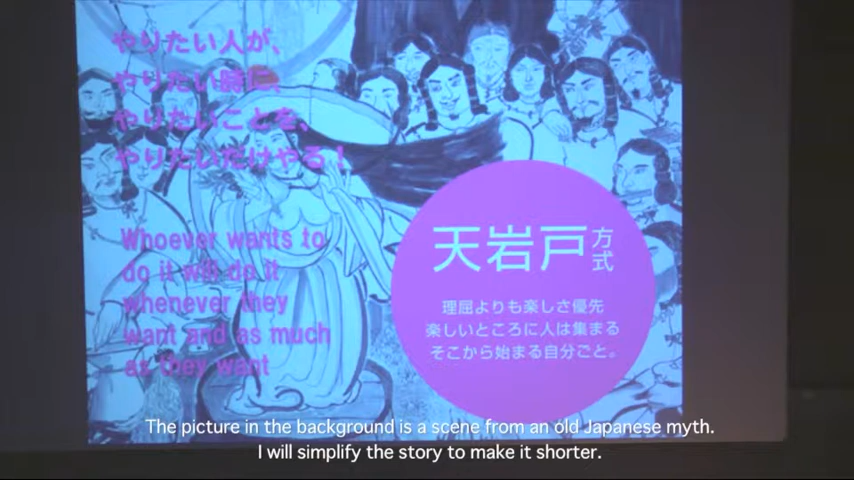 やりたい人が、
やりたい時に、
やりたいことを、
やりたいだけやる！
Whoever wants to
do it will do it
whenever they
want and as much
as they want
天岩戸方式
理屈よりも楽しさ優先
楽しいところに人は集まる
そこから始まる自分ごと。
The picture in the background is a scene from an old Japanese myth.
I will simplify the story to make it shorter.